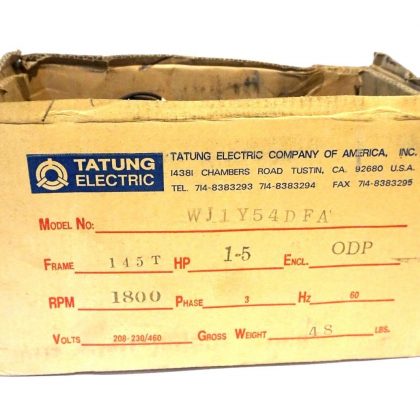 TATUNG ELECTRIC
TATUNG ELECTRIC COMPANY OF AMERICA, INC.
14381 CHAMBERS ROAD TUSTIN, CA. 92680 U.S.A.
TEL. 714-8383293 714-8383294 FAX 714-8383295
MODEL NO: WJ1Y54DFA
FRAME 145T HP 1-5 ENCL. ODP
RPM 1800 PHASE 3 HZ 60
VOLTS 208-230/460 GROSS WEIGHT 48 LBS.